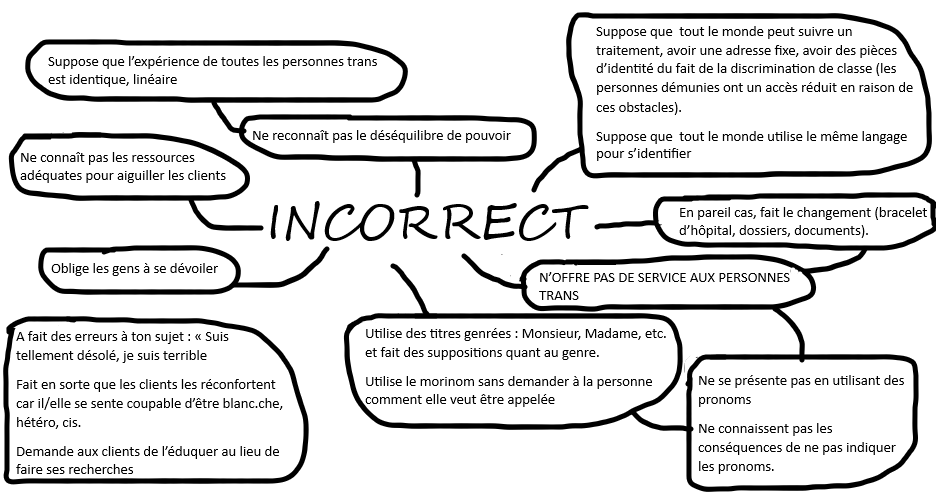 Suppose que l’expérience de toutes les personnes trans
est identique, linéaire
Suppose que  tout le monde peut suivre un
traitement, avoir une adresse fixe, avoir des pièces
d’identité du fait de la discrimination de classe (les
personnes démunies ont un accès réduit en raison de
ces obstacles).
Suppose que  tout le monde utilise le même langage
pour s’identifier
Ne reconnaît pas le déséquilibre de pouvoir
Ne connaît pas les ressources
adéquates pour aiguiller les clients
INCORRECT
En pareil cas, fait le changement (bracelet
d’hôpital, dossiers, documents).
Oblige les gens à se dévoiler
N’OFFRE PAS DE SERVICE AUX PERSONNES
TRANS
A fait des erreurs à ton sujet : « Suis
tellement désolé, je suis terrible
Fait en sorte que les clients les réconfortent
car il/elle se sente coupable d’être blanc.che,
hétéro, cis.
Demande aux clients de l’éduquer au lieu de
faire ses recherches
Utilise des titres genrées : Monsieur, Madame, etc.
et fait des suppositions quant au genre.
Utilise le morinom sans demander à la personne
comment elle veut être appelée
Ne se présente pas en utilisant des
pronoms
Ne connaissent pas les
conséquences de ne pas indiquer
les pronoms.